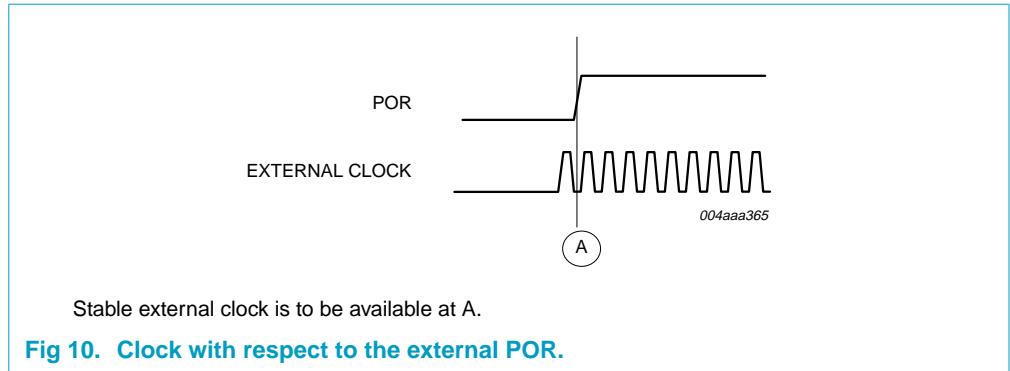 POR
EXTERNAL CLOCK
004aaa365
A
Stable external clock is to be available at A.
Fig 10. Clock with respect to the external POR.